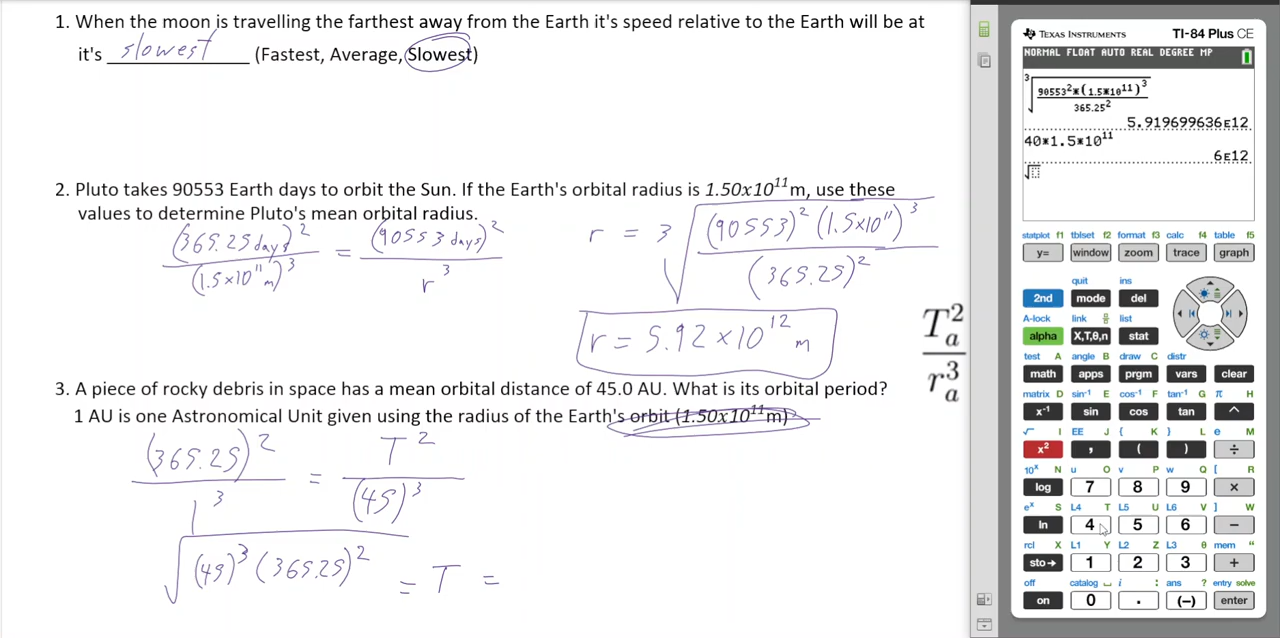 1. When the moon is travelling the farthest away from the Earth it's speed relative to the Earth will be at
it's slowest (Fastest, Average, Slowest)
2. Pluto takes 90553 Earth days to orbit the Sun. If the Earth's orbital radius is 1.50x10¹¹m, use these
values to determine Pluto's mean orbital radius.
(365.25 days)² / (1.5x10¹¹ m)³ = (90553 days)² / r³
r = ³√((90553)² (1.5x10¹¹)³ / (365.25)²)
r = 5.92 x 10¹² m
T²ₐ / r³ₐ
3. A piece of rocky debris in space has a mean orbital distance of 45.0 AU. What is its orbital period?
1 AU is one Astronomical Unit given using the radius of the Earth's orbit (1.50x10¹¹m)
(365.25)² / 1³ = T² / (45)³
√((45)³ (365.25)²) = T =
TEXAS INSTRUMENTS TI-84 Plus CE
NORMAL FLOAT AUTO REAL DEGREE MP
³√(90553²*(1.5*10¹¹)³ / 365.25²)
5.919699636E12
40*1.5*10¹¹
6E12
√
statplot f1 tblset f2 format f3 calc f4 table f5
y= window zoom trace graph
quit ins
2nd mode del
A-lock link list
alpha X,T,θ,n stat
test A angle B draw C distr
math apps prgm vars clear
matrix D sin⁻¹ E cos⁻¹ F tan⁻¹ G π H
x⁻¹ sin cos tan ^
√ I EE J { K } L e M
x² , ( ) ÷
10ˣ N u O v P w Q [ R
log 7 8 9 ×
eˣ S L4 T L5 U L6 V ] W
ln 4 5 6 −
rcl X L1 Y L2 Z L3 θ mem "
sto→ 1 2 3 +
off catalog ⎵ i : ans ? entry solve
on 0 . (−) enter